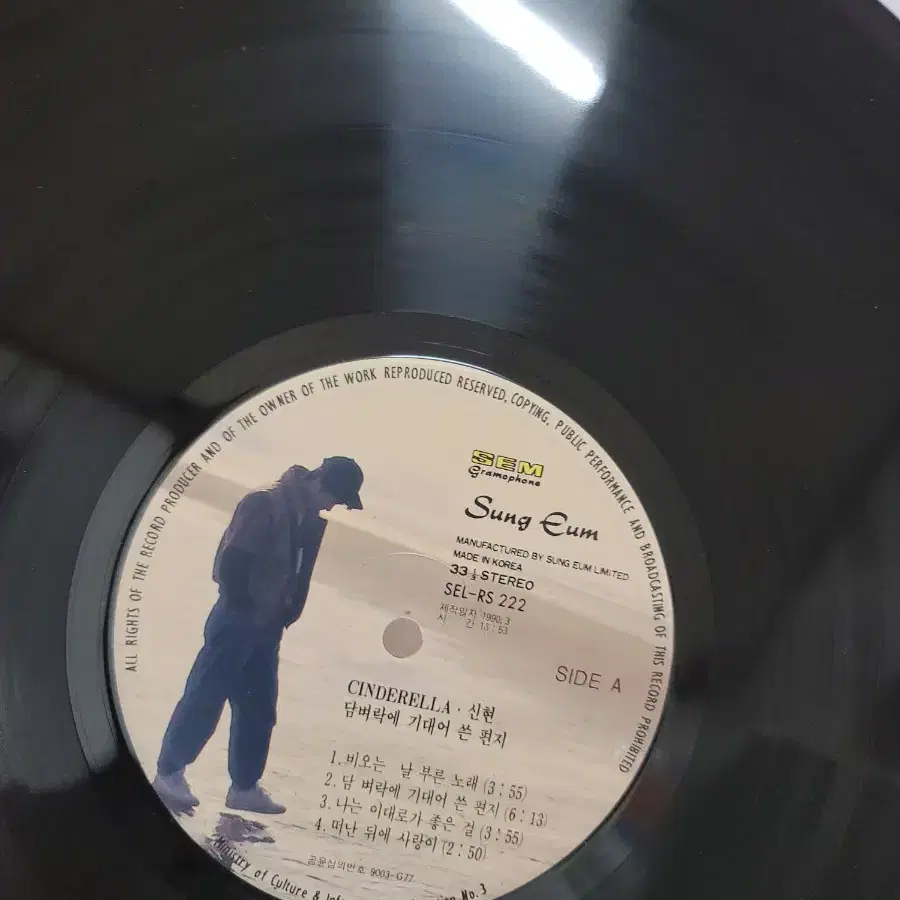 ALL RIGHTS OF THE RECORD PRODUCER AND OF THE OWNER OF THE WORK REPRODUCED RESERVED, COPYING, PUBLIC PERFORMANCE AND BROADCASTING OF THIS RECORD PROHIBITED
SEM
Gramophone
Sung Eum
MANUFACTURED BY SUNG EUM LIMITED
MADE IN KOREA
33⅓ STEREO
SEL-RS 222
제작일자 1990.3
시 간 13:53
SIDE A
CINDERELLA · 신현
담벼락에 기대어 쓴 편지
1. 비오는 날 부른 노래 (3:55)
2. 담 벼락에 기대어 쓴 편지 (6:13)
3. 나는 이대로가 좋은 걸 (3:55)
4. 떠난 뒤에 사랑이 (2:50)
공윤심의번호 9003-G77
Ministry of Culture & No. 3